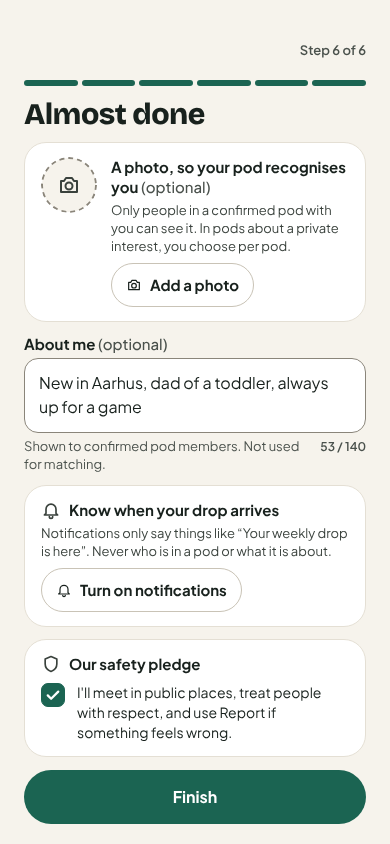 Step 6 of 6
Almost done
A photo, so your pod recognises
you (optional)
Only people in a confirmed pod with
you can see it. In pods about a private
interest, you choose per pod.
Add a photo
About me (optional)
New in Aarhus, dad of a toddler, always
up for a game
Shown to confirmed pod members. Not used
for matching.
53 / 140
Know when your drop arrives
Notifications only say things like “Your weekly drop
is here”. Never who is in a pod or what it is about.
Turn on notifications
Our safety pledge
I'll meet in public places, treat people
with respect, and use Report if
something feels wrong.
Finish